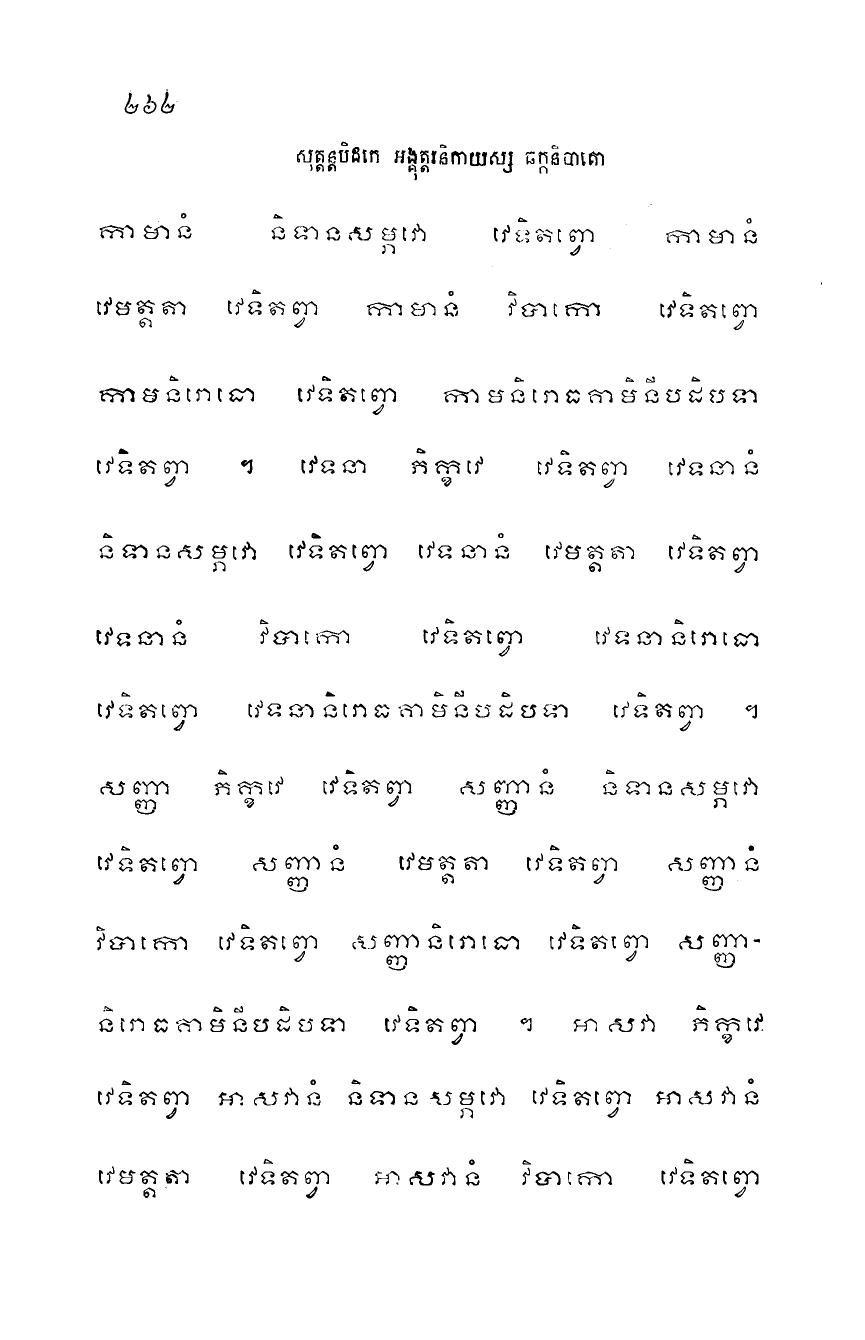 ២៦២
សុត្តន្តបិដកេ អង្គុត្តរនិកាយស្ស ឆក្កនិបាតោ
កាមានំ និទានសម្ភវោ វេទិតព្វោ កាមានំ
វេមត្តតា វេទិតព្វា កាមានំ វិបាកោ វេទិតព្វោ
កាមនិរោធោ វេទិតព្វោ កាមនិរោធគាមិនីបដិបទា
វេទិតព្វា ។ វេទនា ភិក្ខវេ វេទិតព្វា វេទនានំ
និទានសម្ភវោ វេទិតព្វោ វេទនានំ វេមត្តតា វេទិតព្វា
វេទនានំ វិបាកោ វេទិតព្វោ វេទនានិរោធោ
វេទិតព្វោ វេទនានិរោធគាមិនីបដិបទា វេទិតព្វា ។
សញ្ញា ភិក្ខវេ វេទិតព្វា សញ្ញានំ និទានសម្ភវោ
វេទិតព្វោ សញ្ញានំ វេមត្តតា វេទិតព្វា សញ្ញានំ
វិបាកោ វេទិតព្វោ សញ្ញានិរោធោ វេទិតព្វោ សញ្ញា-
និរោធគាមិនីបដិបទា វេទិតព្វា ។ អាសវា ភិក្ខវេ
វេទិតព្វា អាសវានំ និទានសម្ភវោ វេទិតព្វោ អាសវានំ
វេមត្តតា វេទិតព្វា អាសវានំ វិបាកោ វេទិតព្វោ